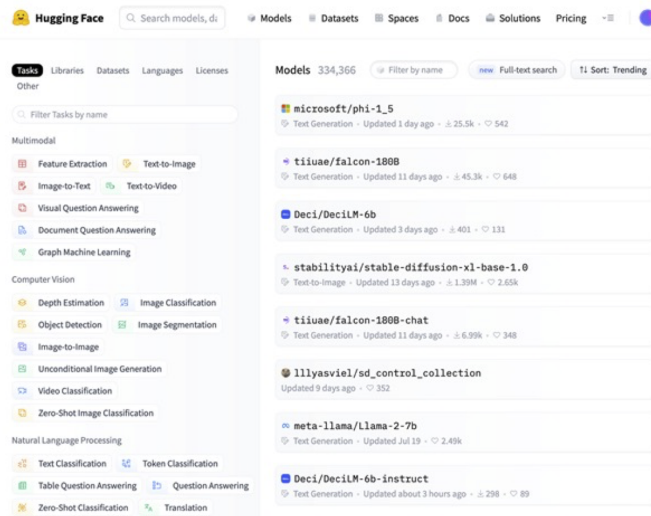 Hugging Face
Search models, da
Models
Datasets
Spaces
Docs
Solutions
Pricing
Tasks Libraries Datasets Languages Licenses
Other
Filter Tasks by name
Multimodal
Feature Extraction Text-to-Image
Image-to-Text Text-to-Video
Visual Question Answering
Document Question Answering
Graph Machine Learning
Computer Vision
Depth Estimation Image Classification
Object Detection Image Segmentation
Image-to-Image
Unconditional Image Generation
Video Classification
Zero-Shot Image Classification
Natural Language Processing
Text Classification Token Classification
Table Question Answering Question Answering
Zero-Shot Classification Translation
Models 334,366 Filter by name new Full-text search Sort: Trending
microsoft/phi-1_5
Text Generation • Updated 1 day ago • 25.5k • 542
tiiuae/falcon-180B
Text Generation • Updated 11 days ago • 45.3k • 648
Deci/DeciLM-6b
Text Generation • Updated 3 days ago • 401 • 131
stabilityai/stable-diffusion-xl-base-1.0
Text-to-Image • Updated 13 days ago • 1.39M • 2.65k
tiiuae/falcon-180B-chat
Text Generation • Updated 11 days ago • 6.99k • 348
lllyasviel/sd_control_collection
Updated 9 days ago • 352
meta-llama/Llama-2-7b
Text Generation • Updated Jul 19 • 2.49k
Deci/DeciLM-6b-instruct
Text Generation • Updated about 3 hours ago • 298 • 89